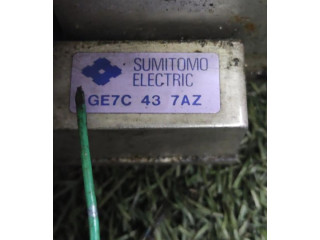 SUMITOMO
ELECTRIC
GE7C 43 7AZ